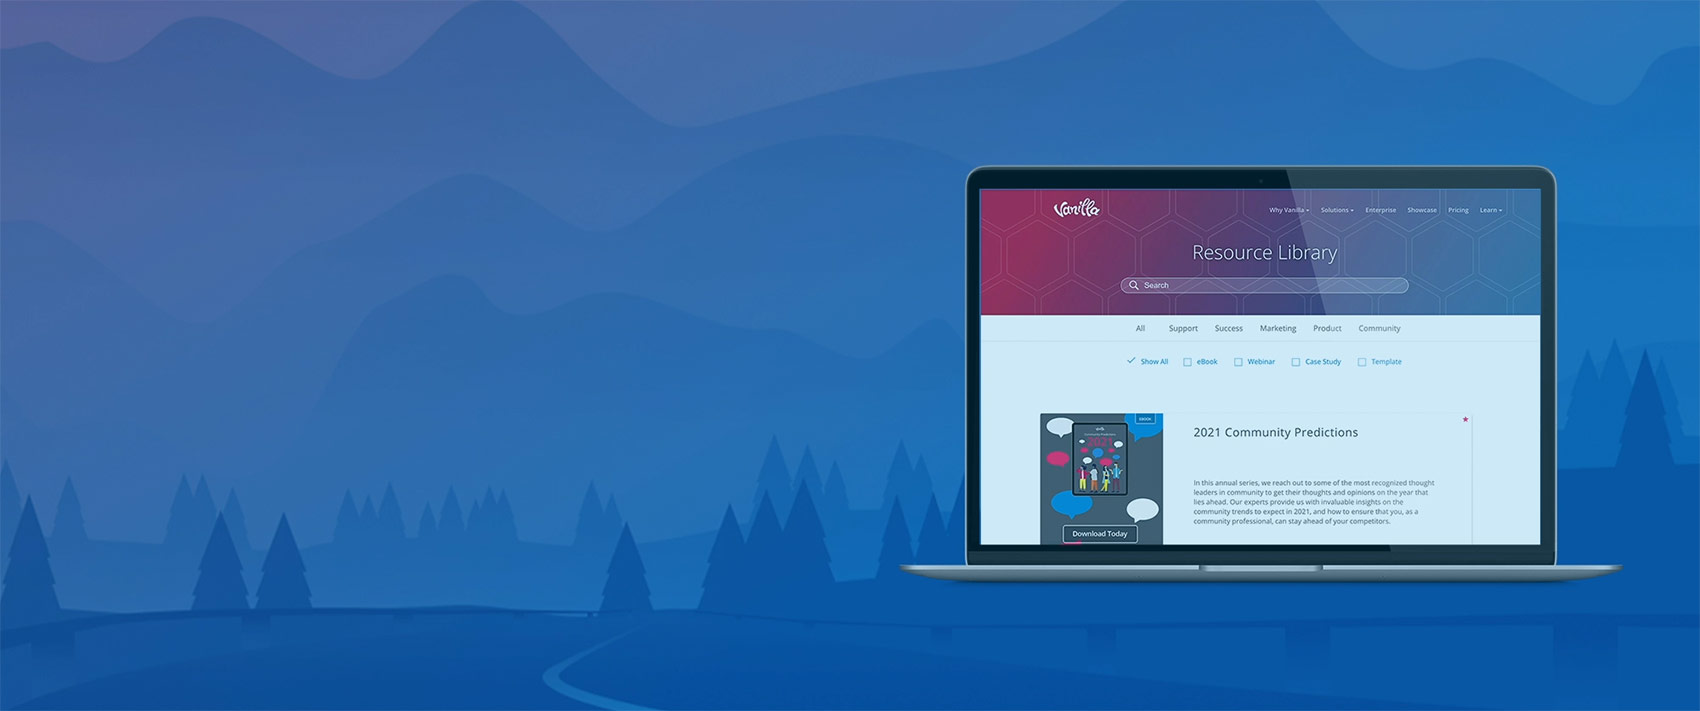 Vanilla
Why Vanilla Solutions Enterprise Showcase Pricing Learn
Resource Library
Search
All Support Success Marketing Product Community
Show All eBook Webinar Case Study Template
EBOOK
Community Predictions
2021
Download Today
2021 Community Predictions
In this annual series, we reach out to some of the most recognized thought
leaders in community to get their thoughts and opinions on the year that
lies ahead. Our experts provide us with invaluable insights on the
community trends to expect in 2021, and how to ensure that you, as a
community professional, can stay ahead of your competitors.